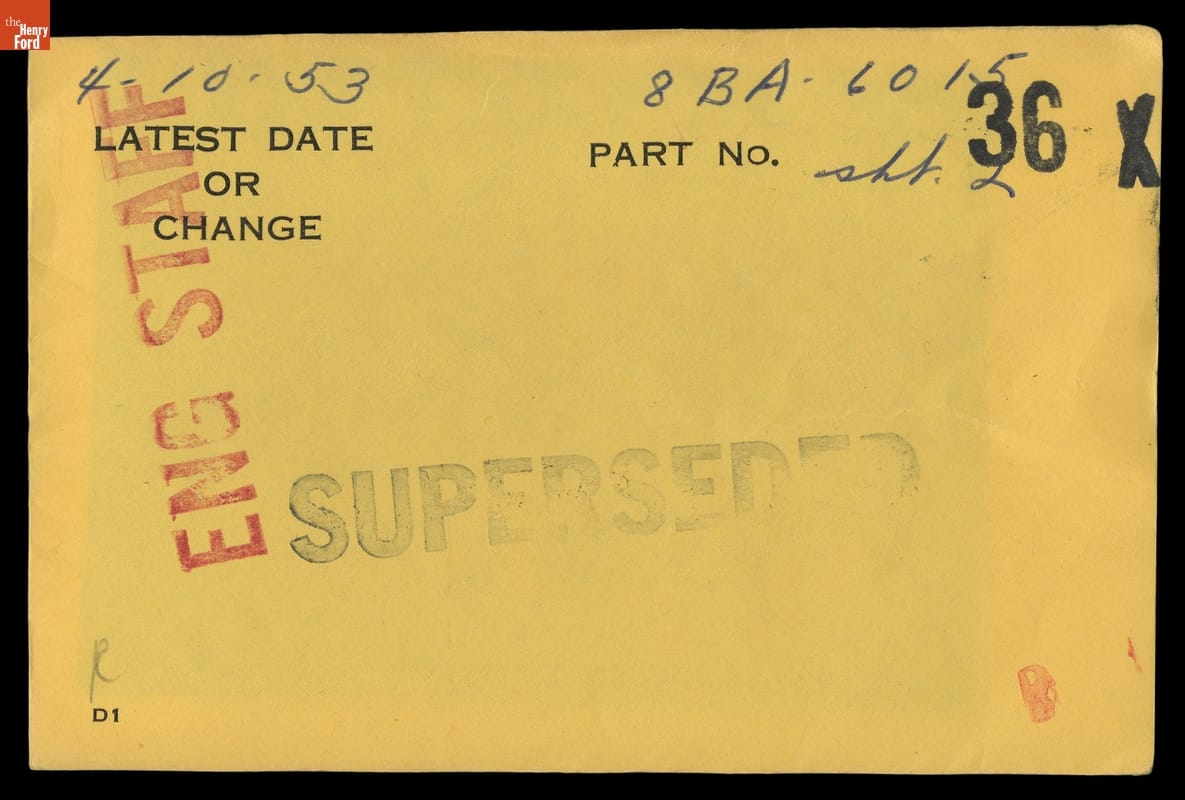 the
Henry
Ford
4-10-53
8BA-6015
36 X
LATEST DATE
OR
CHANGE
PART No.
sht. 2
ENG STAFF
SUPERSEDED
R
D1